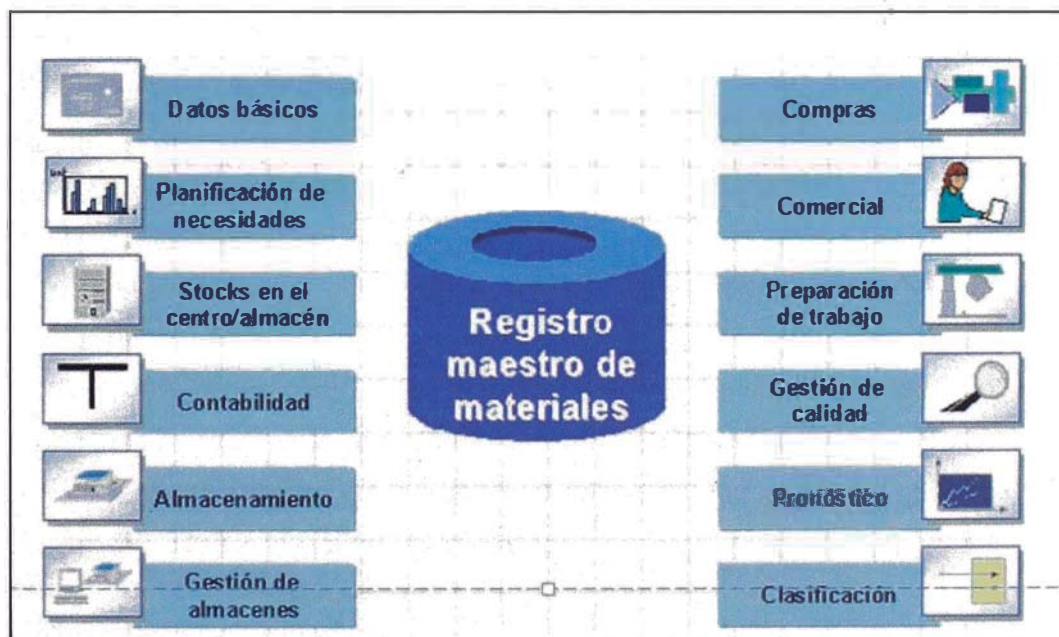 Datos básicos
Planificación de
necesidades
Stocks en el
centro/almacén
Contabilidad
Almacenamiento
Gestión de
almacenes
Registro
maestro de
materiales
Compras
Comercial
Preparación
de trabajo
Gestión de
calidad
Pronóstico
Clasificación